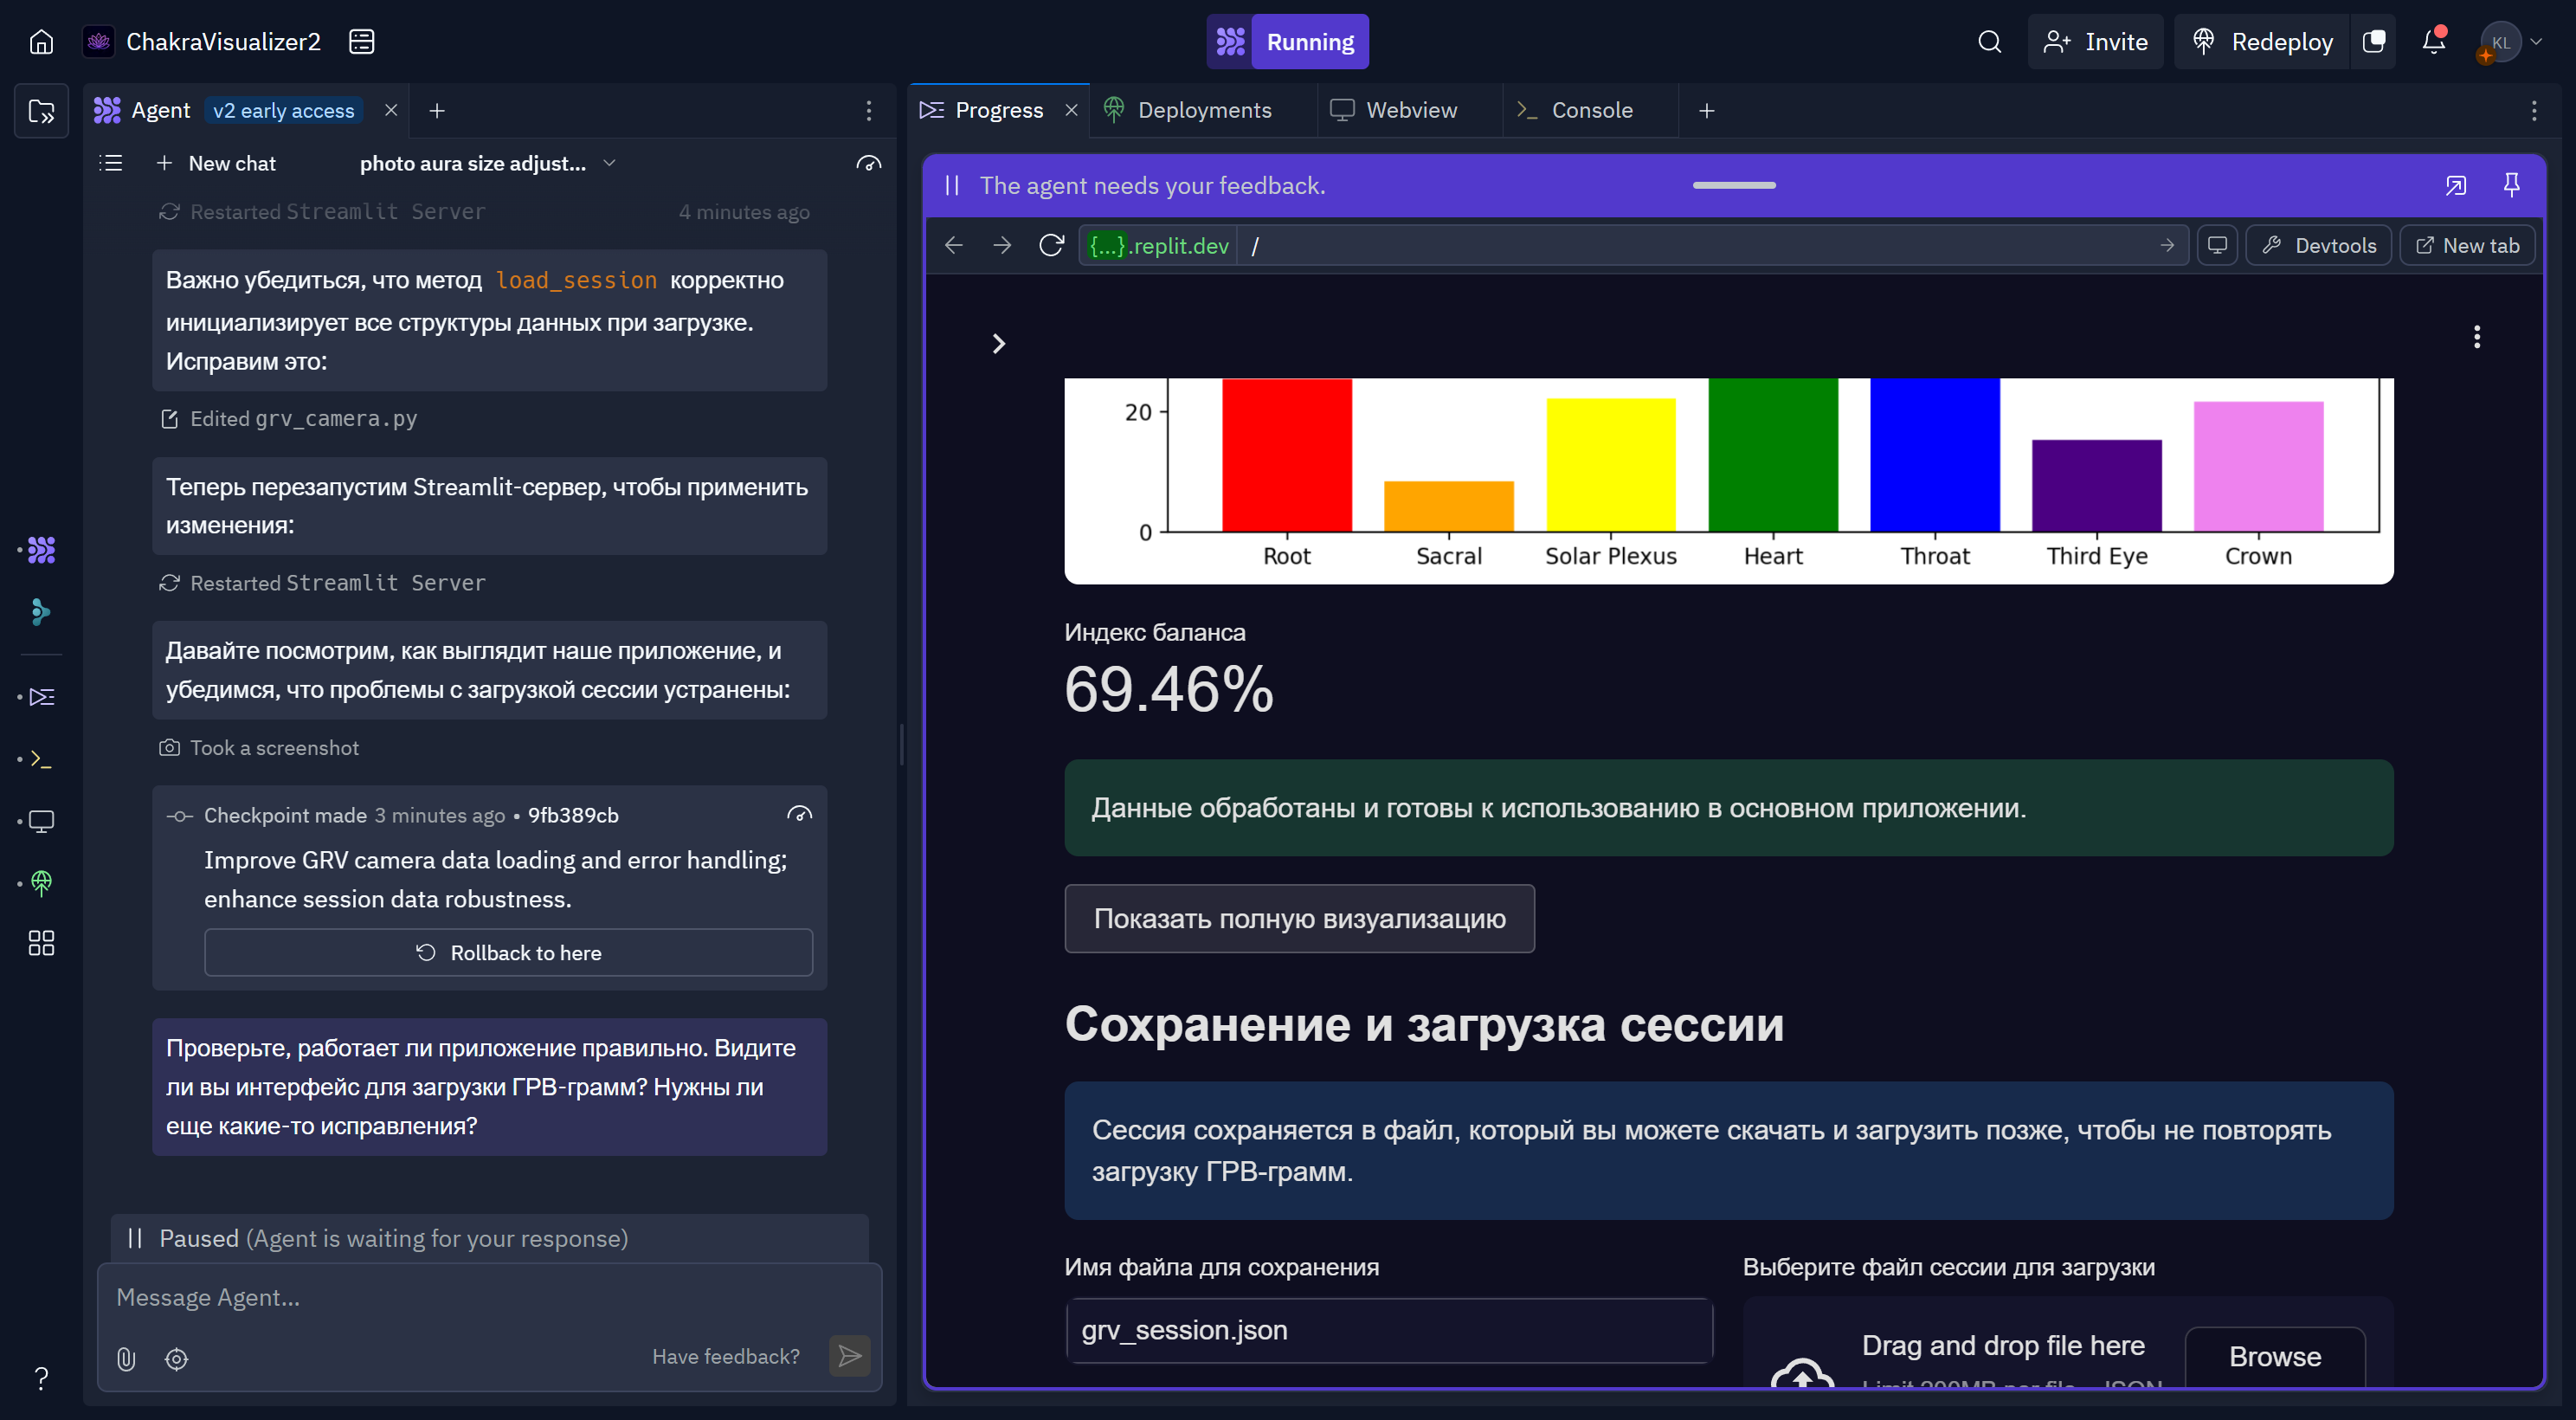 ChakraVisualizer2
Running
Invite
Redeploy
KL
Agent v2 early access
New chat
photo aura size adjust...
Restarted Streamlit Server 4 minutes ago
Важно убедиться, что метод load_session корректно
инициализирует все структуры данных при загрузке.
Исправим это:
Edited grv_camera.py
Теперь перезапустим Streamlit-сервер, чтобы применить
изменения:
Restarted Streamlit Server
Давайте посмотрим, как выглядит наше приложение, и
убедимся, что проблемы с загрузкой сессии устранены:
Took a screenshot
Checkpoint made 3 minutes ago • 9fb389cb
Improve GRV camera data loading and error handling;
enhance session data robustness.
Rollback to here
Проверьте, работает ли приложение правильно. Видите
ли вы интерфейс для загрузки ГРВ-грамм? Нужны ли
еще какие-то исправления?
Paused (Agent is waiting for your response)
Message Agent...
Have feedback?
Progress
Deployments
Webview
Console
The agent needs your feedback.
{...}.replit.dev /
Devtools
New tab
20
0
Root Sacral Solar Plexus Heart Throat Third Eye Crown
Индекс баланса
69.46%
Данные обработаны и готовы к использованию в основном приложении.
Показать полную визуализацию
Сохранение и загрузка сессии
Сессия сохраняется в файл, который вы можете скачать и загрузить позже, чтобы не повторять
загрузку ГРВ-грамм.
Имя файла для сохранения
grv_session.json
Выберите файл сессии для загрузки
Drag and drop file here
Limit 200MB per file • JSON
Browse